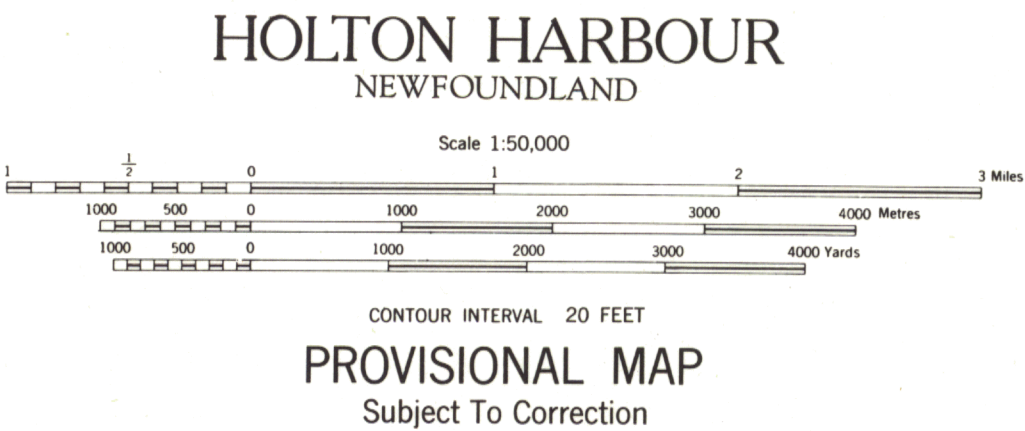 HOLTON HARBOUR
NEWFOUNDLAND
Scale 1:50,000
1 1/2 0 1 2 3 Miles
1000 500 0 1000 2000 3000 4000 Metres
1000 500 0 1000 2000 3000 4000 Yards
CONTOUR INTERVAL 20 FEET
PROVISIONAL MAP
Subject To Correction